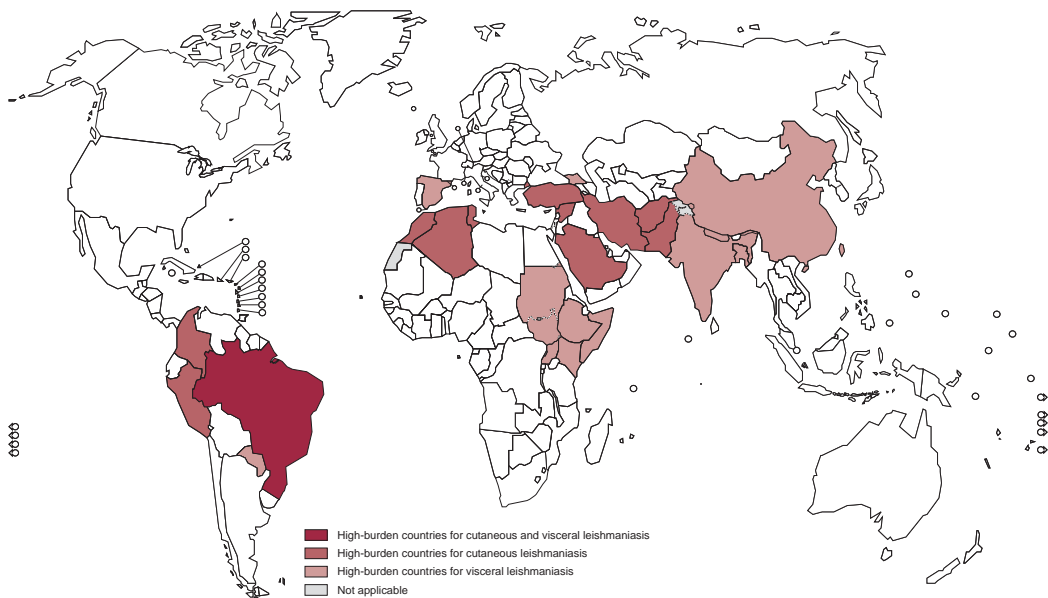 High-burden countries for cutaneous and visceral leishmaniasis
High-burden countries for cutaneous leishmaniasis
High-burden countries for visceral leishmaniasis
Not applicable